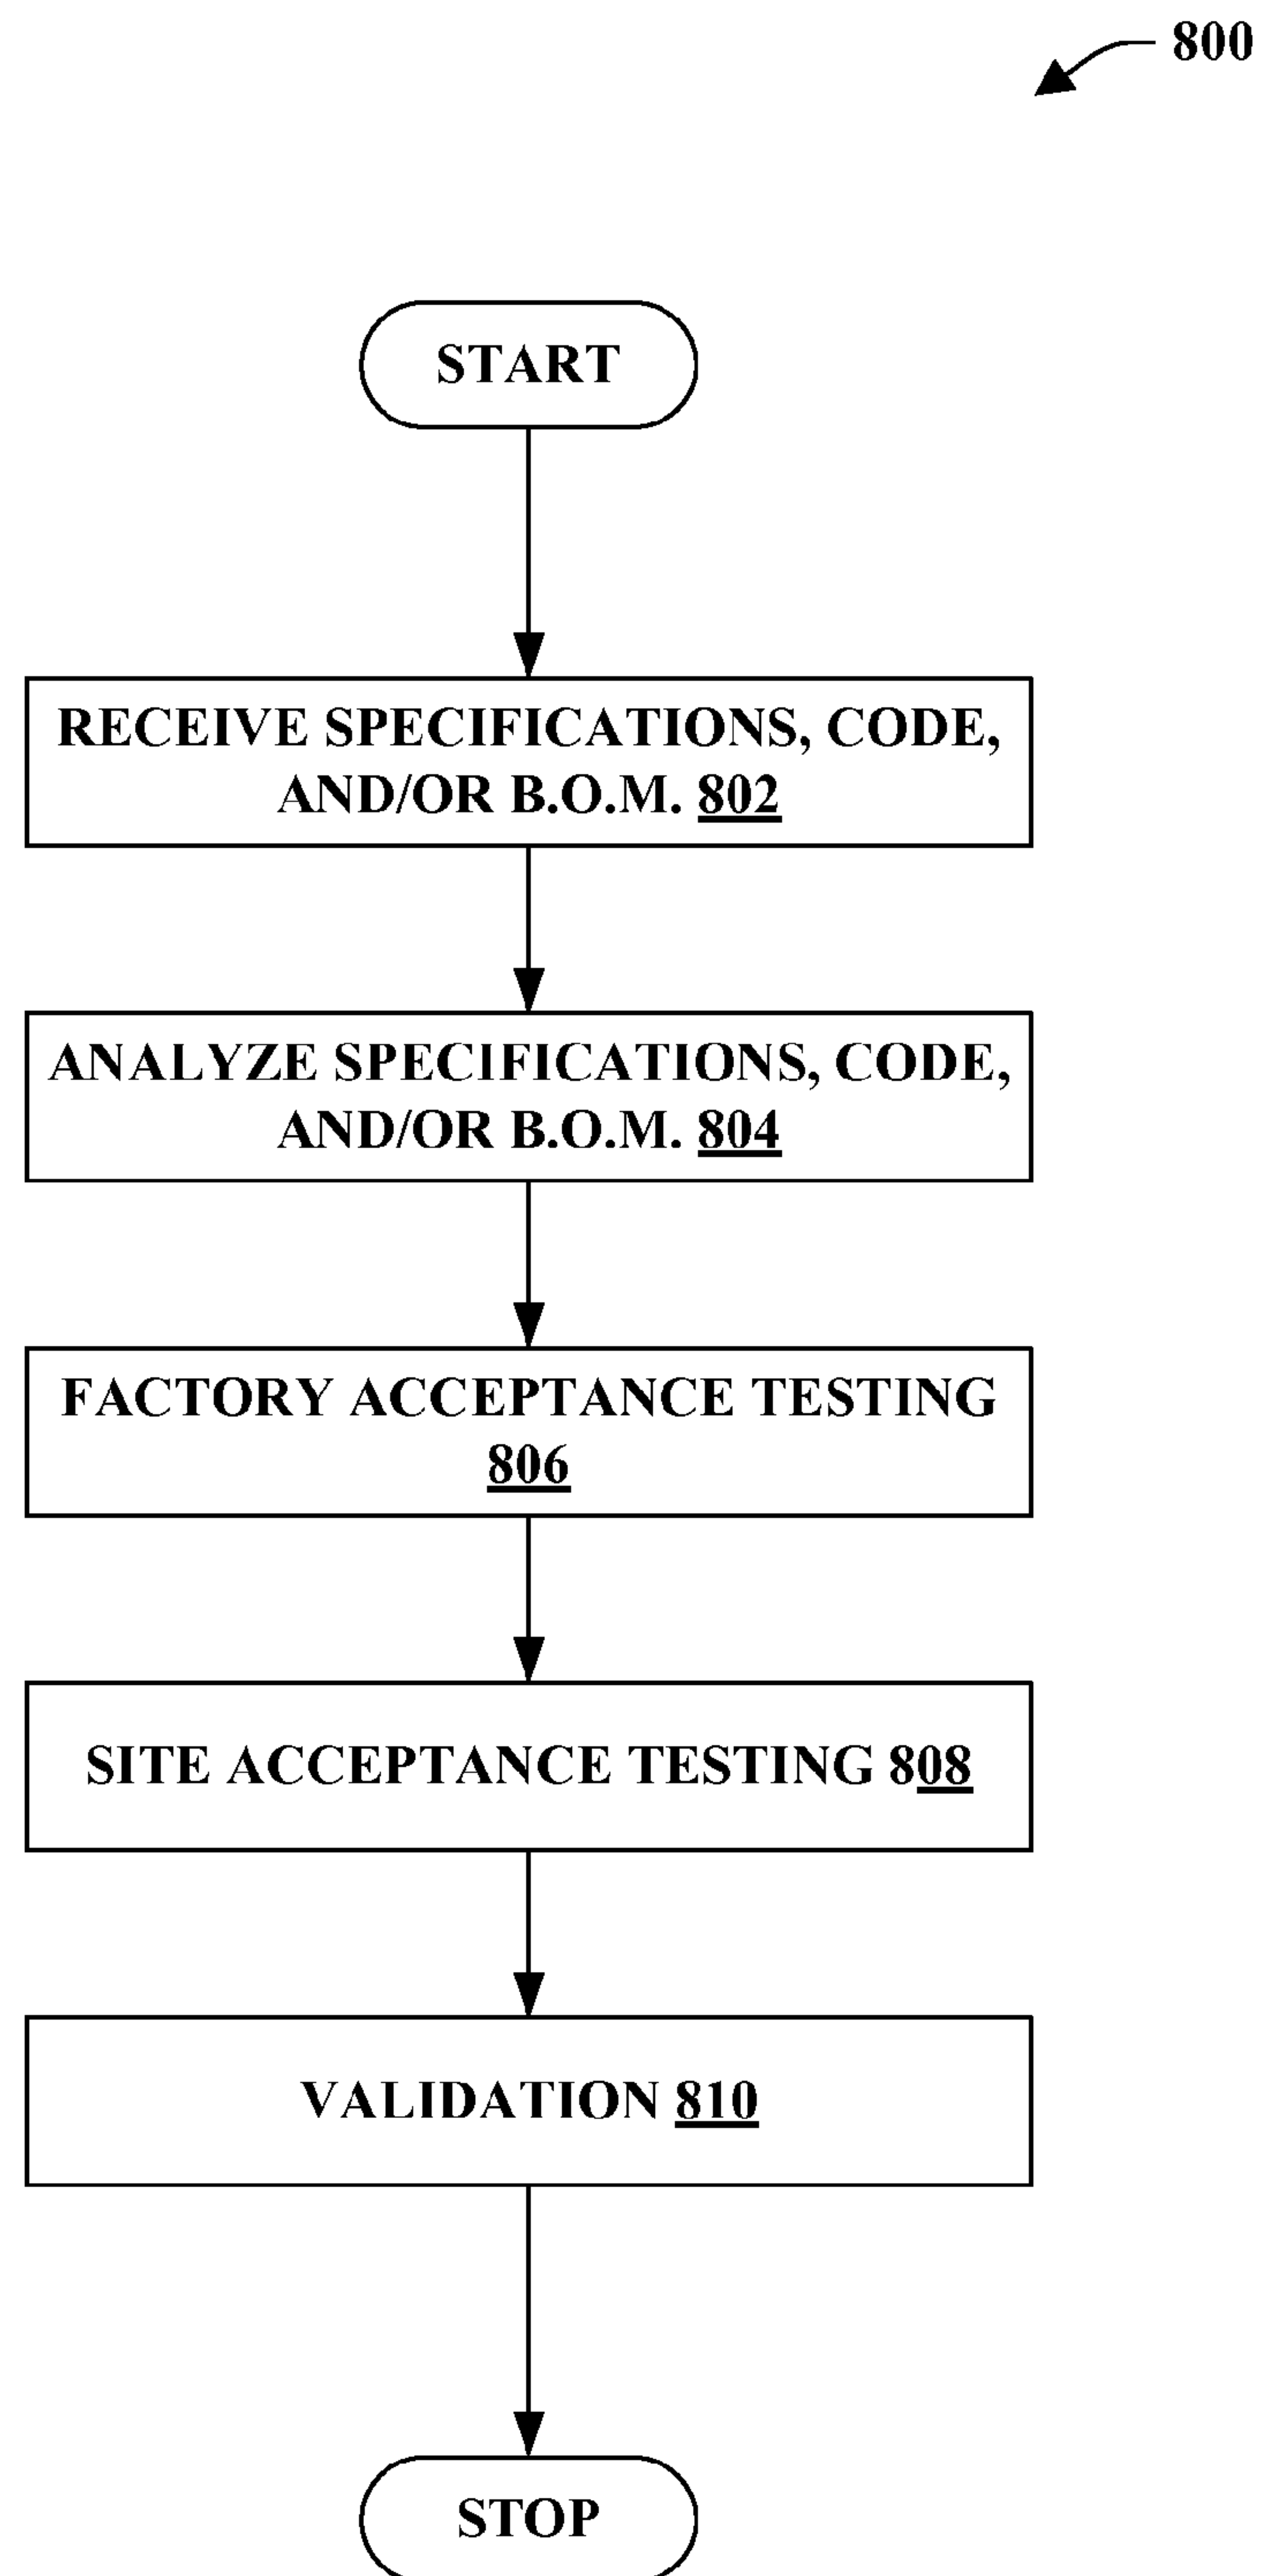 800
START
RECEIVE SPECIFICATIONS, CODE,
AND/OR B.O.M. 802
ANALYZE SPECIFICATIONS, CODE,
AND/OR B.O.M. 804
FACTORY ACCEPTANCE TESTING
806
SITE ACCEPTANCE TESTING 808
VALIDATION 810
STOP